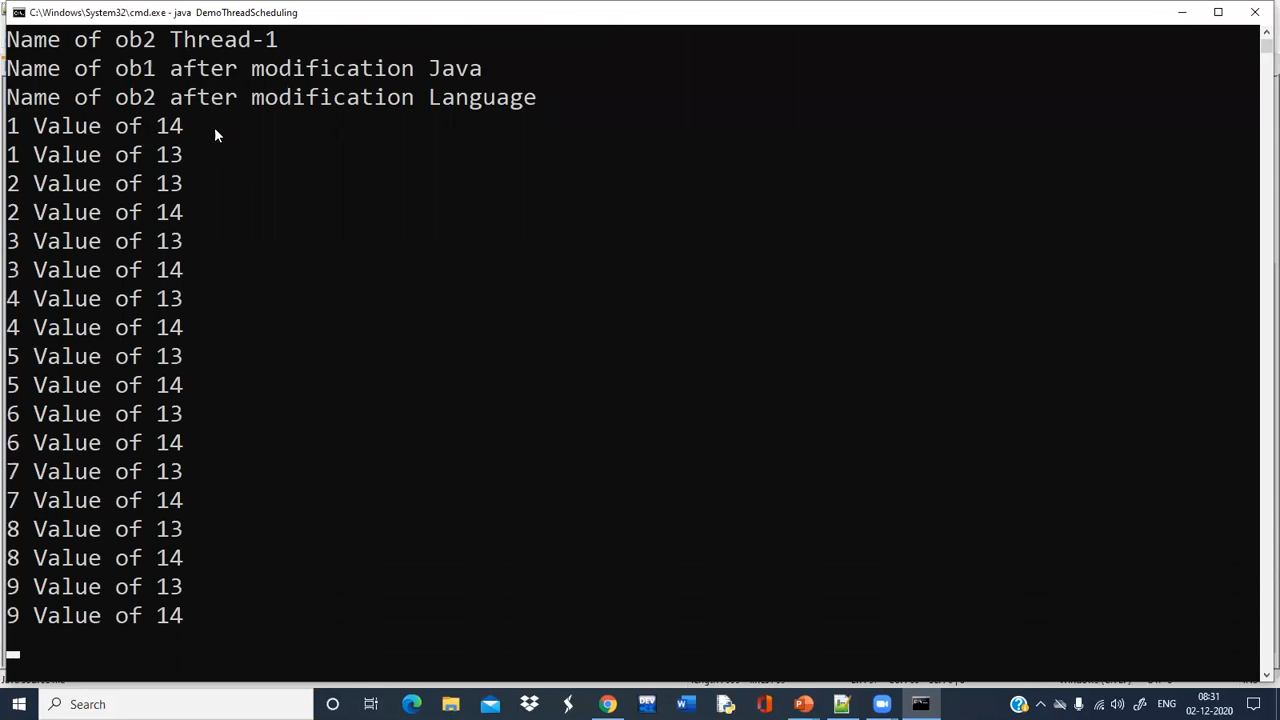 C:\Windows\System32\cmd.exe - java DemoThreadScheduling
Name of ob2 Thread-1
Name of ob1 after modification Java
Name of ob2 after modification Language
1 Value of 14
1 Value of 13
2 Value of 13
2 Value of 14
3 Value of 13
3 Value of 14
4 Value of 13
4 Value of 14
5 Value of 13
5 Value of 14
6 Value of 13
6 Value of 14
7 Value of 13
7 Value of 14
8 Value of 13
8 Value of 14
9 Value of 13
9 Value of 14
Search
ENG
08:31
02-12-2020